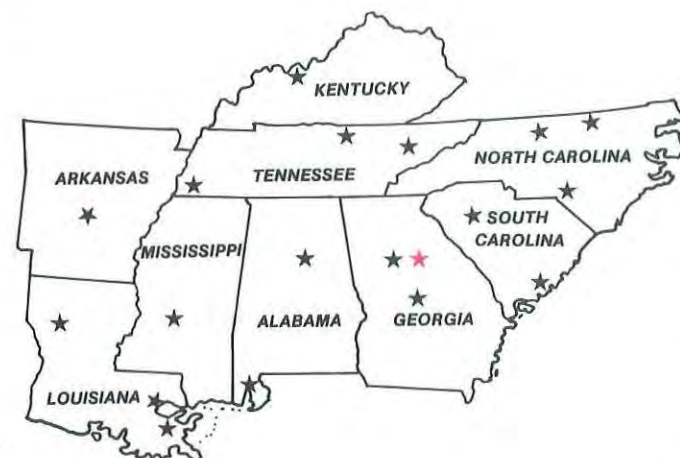 KENTUCKY
TENNESSEE
NORTH CAROLINA
ARKANSAS
SOUTH
CAROLINA
MISSISSIPPI
ALABAMA
GEORGIA
LOUISIANA